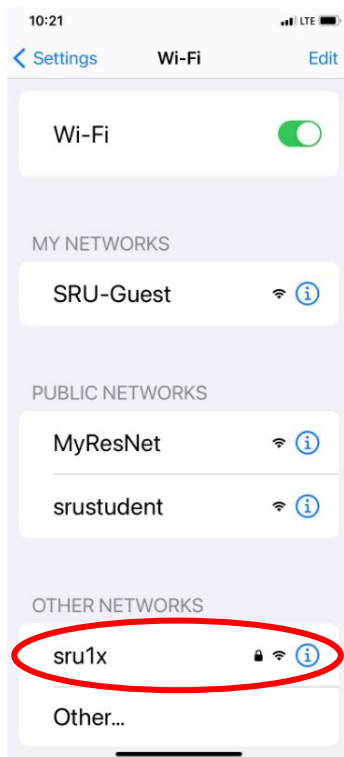 10:21 LTE
Settings Wi-Fi Edit
Wi-Fi
MY NETWORKS
SRU-Guest
PUBLIC NETWORKS
MyResNet
srustudent
OTHER NETWORKS
sru1x
Other...